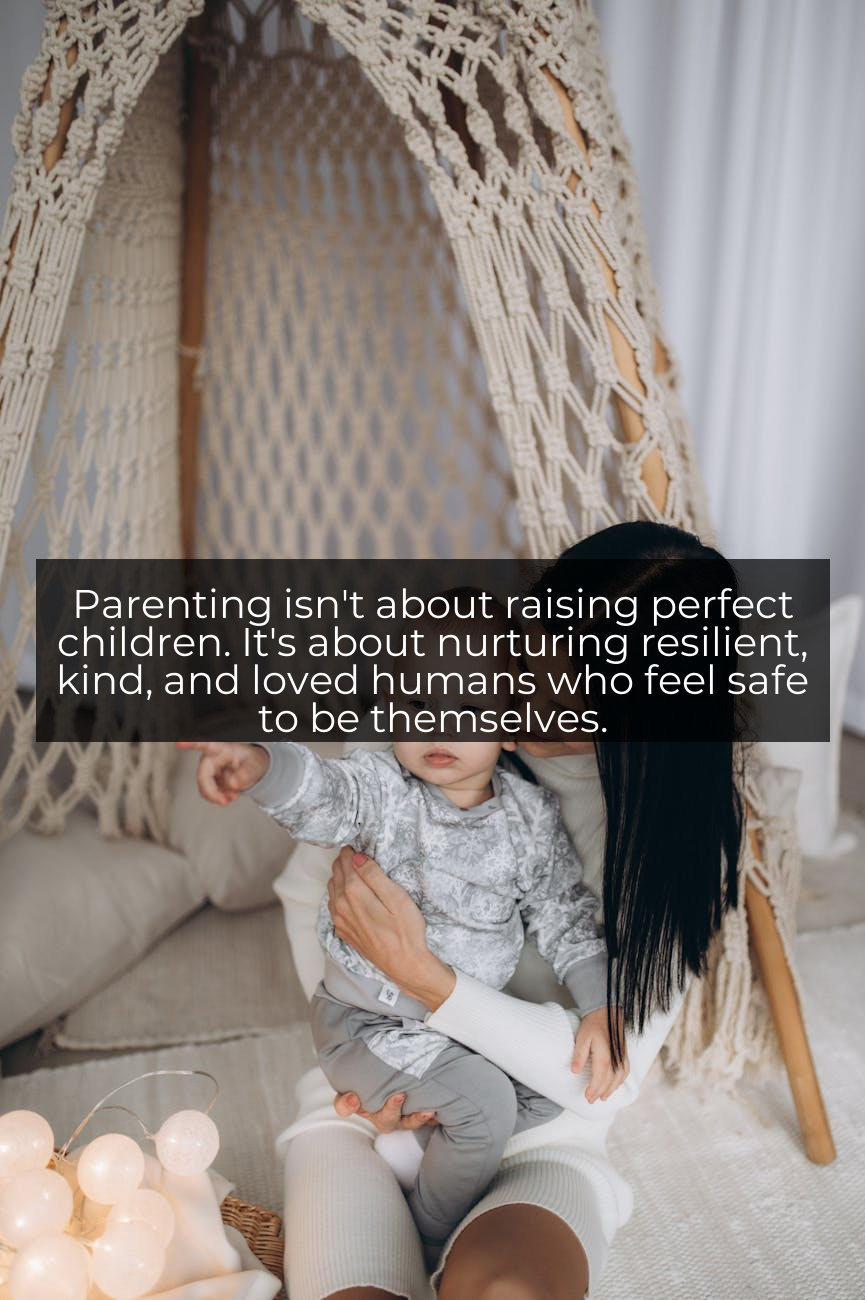 Parenting isn't about raising perfect
children. It's about nurturing resilient,
kind, and loved humans who feel safe
to be themselves.